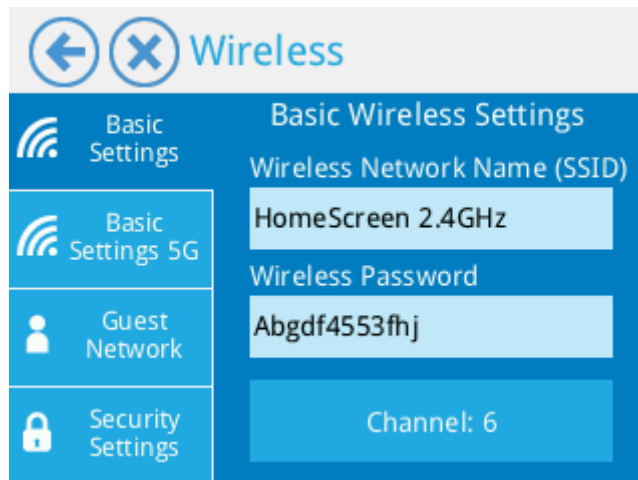 Wireless
Basic
Settings
Basic
Settings 5G
Guest
Network
Security
Settings
Basic Wireless Settings
Wireless Network Name (SSID)
HomeScreen 2.4GHz
Wireless Password
Abgdf4553fhj
Channel: 6